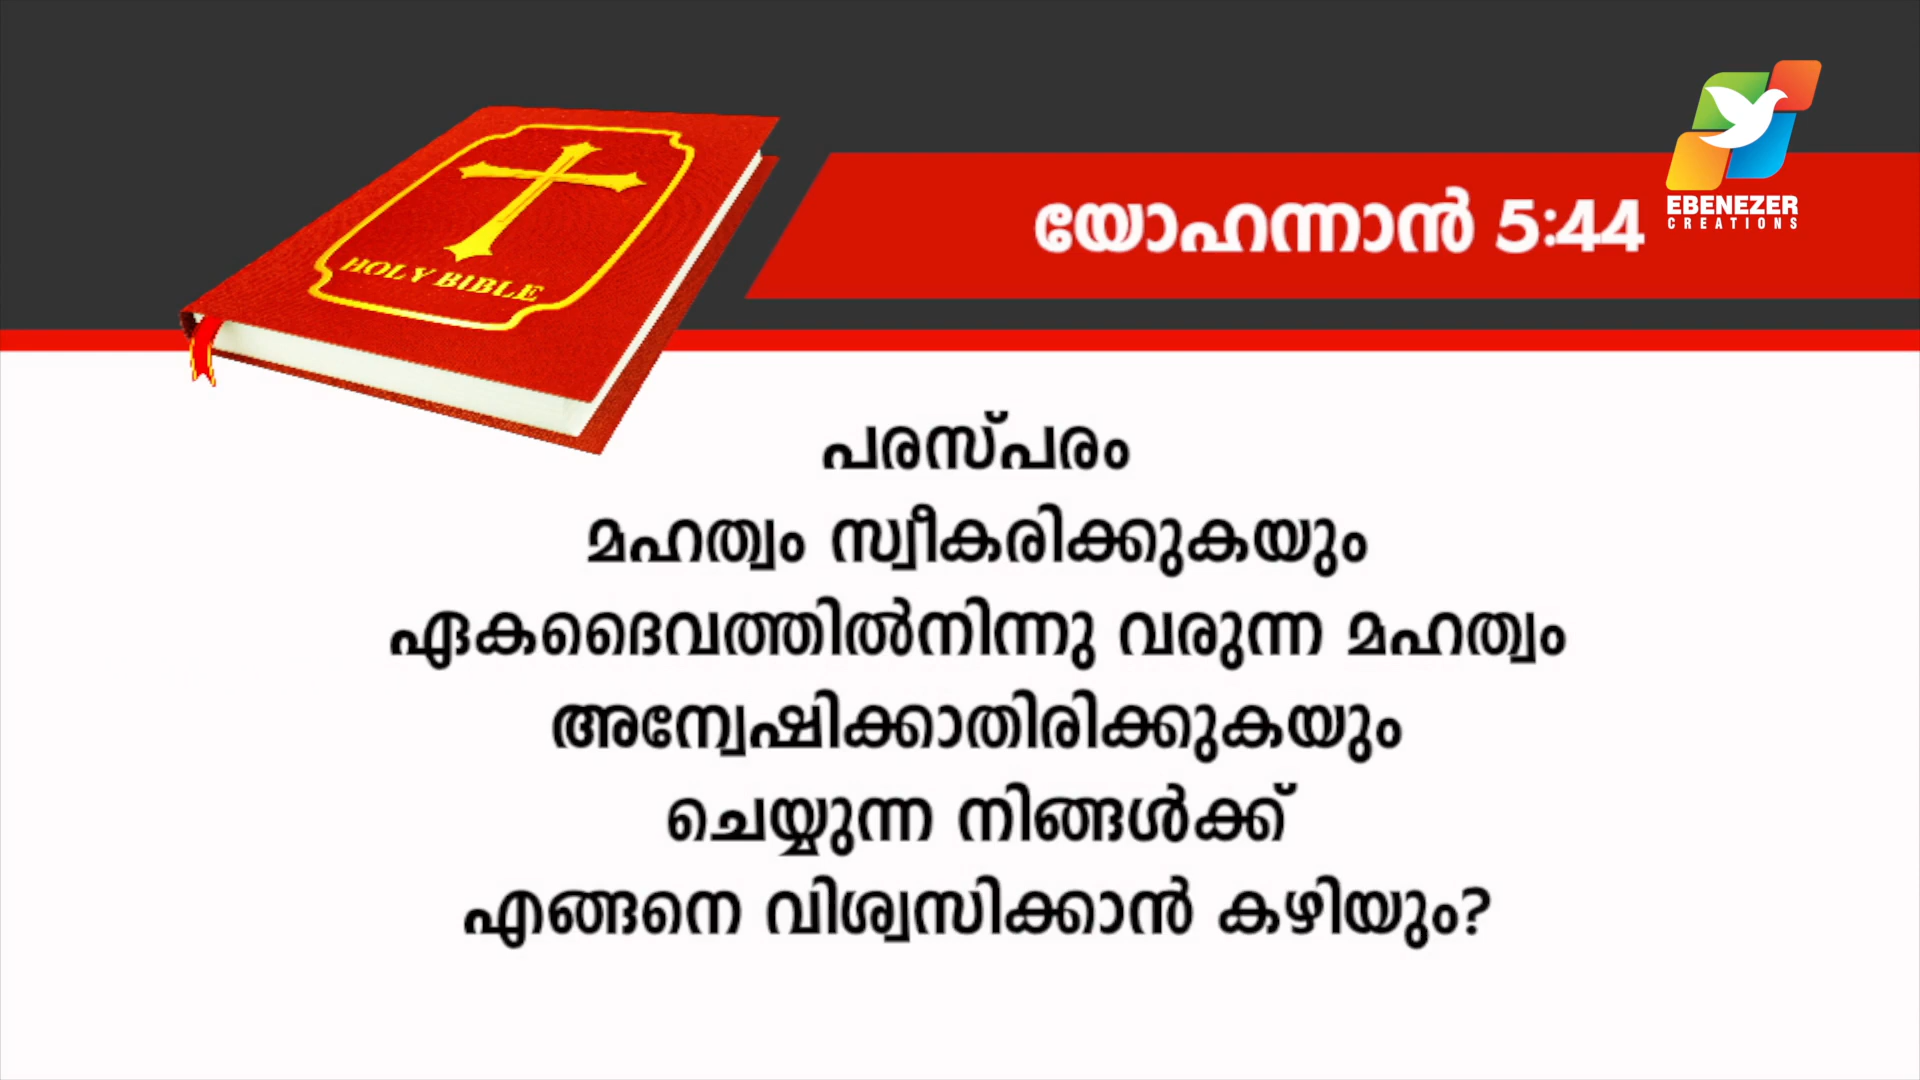 HOLY BIBLE
യോഹന്നാൻ 5:44
EBENEZER
CREATIONS
പരസ്പരം
മഹത്വം സ്വീകരിക്കുകയും
ഏകദൈവത്തിൽനിന്നു വരുന്ന മഹത്വം
അന്വേഷിക്കാതിരിക്കുകയും
ചെയ്യുന്ന നിങ്ങൾക്ക്
എങ്ങനെ വിശ്വസിക്കാൻ കഴിയും?